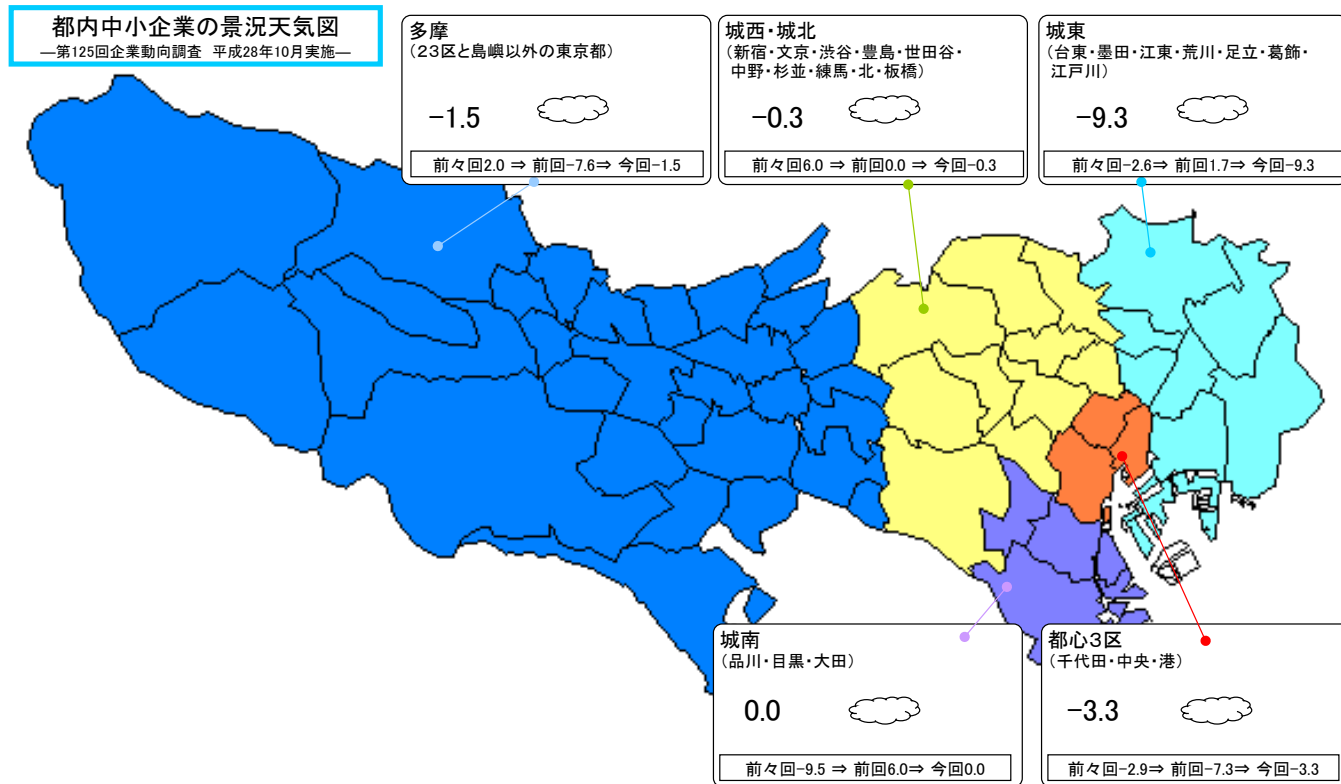 都内中小企業の景況天気図
―第125回企業動向調査 平成28年10月実施―
多摩
(23区と島嶼以外の東京都)
-1.5
前々回2.0 ⇒ 前回-7.6⇒ 今回-1.5
城西・城北
(新宿・文京・渋谷・豊島・世田谷・
中野・杉並・練馬・北・板橋)
-0.3
前々回6.0 ⇒ 前回0.0 ⇒ 今回-0.3
城東
(台東・墨田・江東・荒川・足立・葛飾・
江戸川)
-9.3
前々回-2.6⇒ 前回1.7⇒ 今回-9.3
城南
(品川・目黒・大田)
0.0
前々回-9.5 ⇒ 前回6.0⇒ 今回0.0
都心3区
(千代田・中央・港)
-3.3
前々回-2.9⇒ 前回-7.3⇒ 今回-3.3